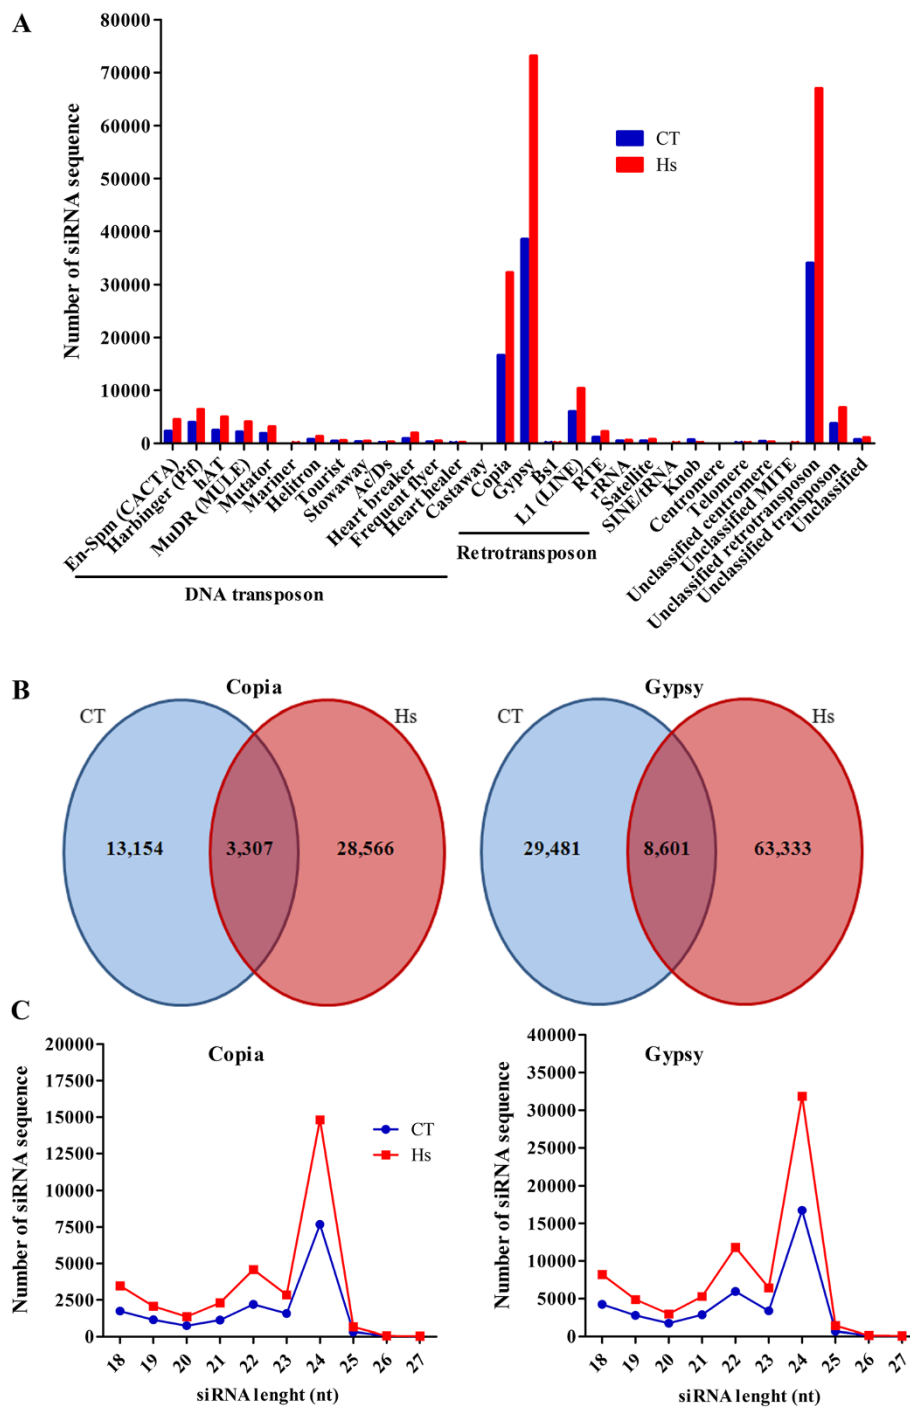 A
Number of siRNA sequence
80000
70000
60000
50000
40000
30000
20000
10000
0
CT
Hs
En-Spm (CACTA)
Harbinger (Pif)
hAT
MuDR (MULE)
Mutator
Mariner
Helitron
Tourist
Stowaway
Ac/Ds
Heart breaker
Frequent flyer
Heart healer
Castaway
Copia
Gypsy
Bs1
L1 (LINE)
RTE
rRNA
Satellite
SINE/tRNA
Knob
Centromere
Telomere
Unclassified centromere
Unclassified MITE
Unclassified retrotransposon
Unclassified transposon
Unclassified
DNA transposon
Retrotransposon
B
Copia
CT
Hs
13,154
3,307
28,566
Gypsy
CT
Hs
29,481
8,601
63,333
C
Copia
Number of siRNA sequence
20000
17500
15000
12500
10000
7500
5000
2500
0
CT
Hs
18
19
20
21
22
23
24
25
26
27
siRNA lenght (nt)
Gypsy
Number of siRNA sequence
40000
35000
30000
25000
20000
15000
10000
5000
0
18
19
20
21
22
23
24
25
26
27
siRNA lenght (nt)